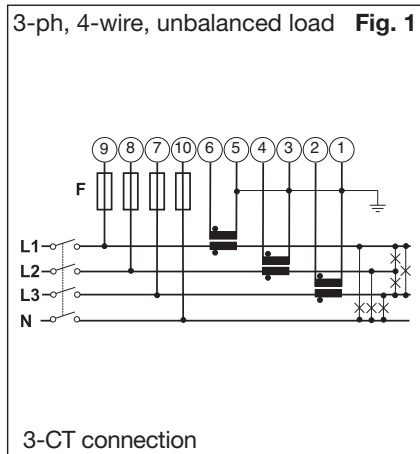 3-ph, 4-wire, unbalanced load Fig. 1
9 8 7 10 6 5 4 3 2 1
F
L1
L2
L3
N
3-CT connection